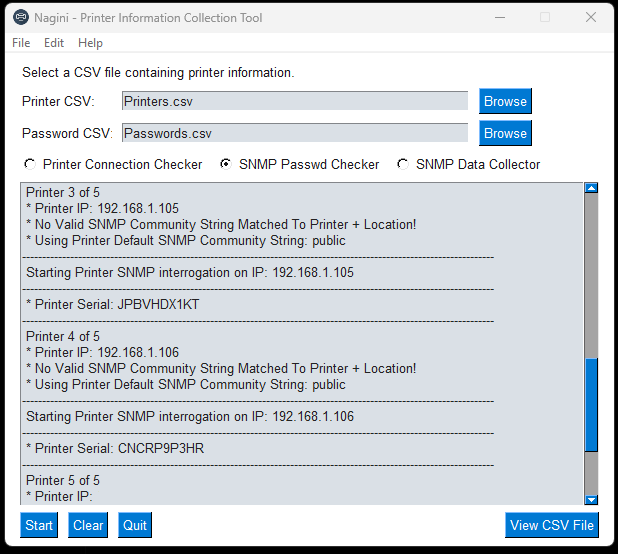 Nagini - Printer Information Collection Tool
File Edit Help
Select a CSV file containing printer information.
Printer CSV: Printers.csv Browse
Password CSV: Passwords.csv Browse
Printer Connection Checker SNMP Passwd Checker SNMP Data Collector
Printer 3 of 5
* Printer IP: 192.168.1.105
* No Valid SNMP Community String Matched To Printer + Location!
* Using Printer Default SNMP Community String: public
Starting Printer SNMP interrogation on IP: 192.168.1.105
* Printer Serial: JPBVHDX1KT
Printer 4 of 5
* Printer IP: 192.168.1.106
* No Valid SNMP Community String Matched To Printer + Location!
* Using Printer Default SNMP Community String: public
Starting Printer SNMP interrogation on IP: 192.168.1.106
* Printer Serial: CNCRP9P3HR
Printer 5 of 5
* Printer IP:
Start Clear Quit View CSV File